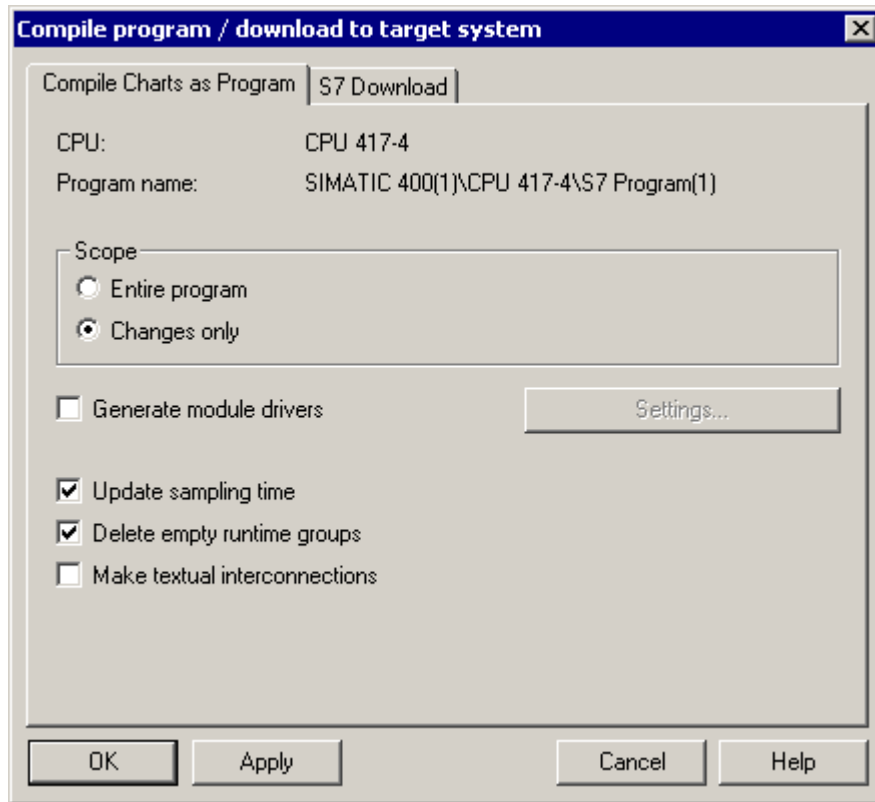 Compile program / download to target system
Compile Charts as Program
S7 Download
CPU: CPU 417-4
Program name: SIMATIC 400(1)\CPU 417-4\S7 Program(1)
Scope
Entire program
Changes only
Generate module drivers Settings...
Update sampling time
Delete empty runtime groups
Make textual interconnections
OK Apply Cancel Help